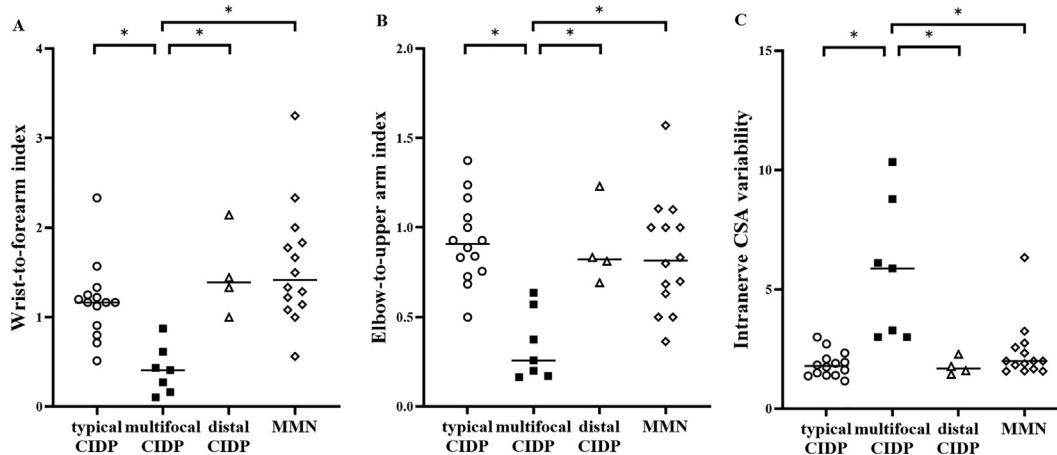 A
Wrist-to-forearm index
4
3
2
1
0
* * *
typical CIDP
multifocal CIDP
distal CIDP
MMN
B
Elbow-to-upper arm index
2.0
1.5
1.0
0.5
0.0
* * *
typical CIDP
multifocal CIDP
distal CIDP
MMN
C
Intranerve CSA variability
15
10
5
0
* * *
typical CIDP
multifocal CIDP
distal CIDP
MMN